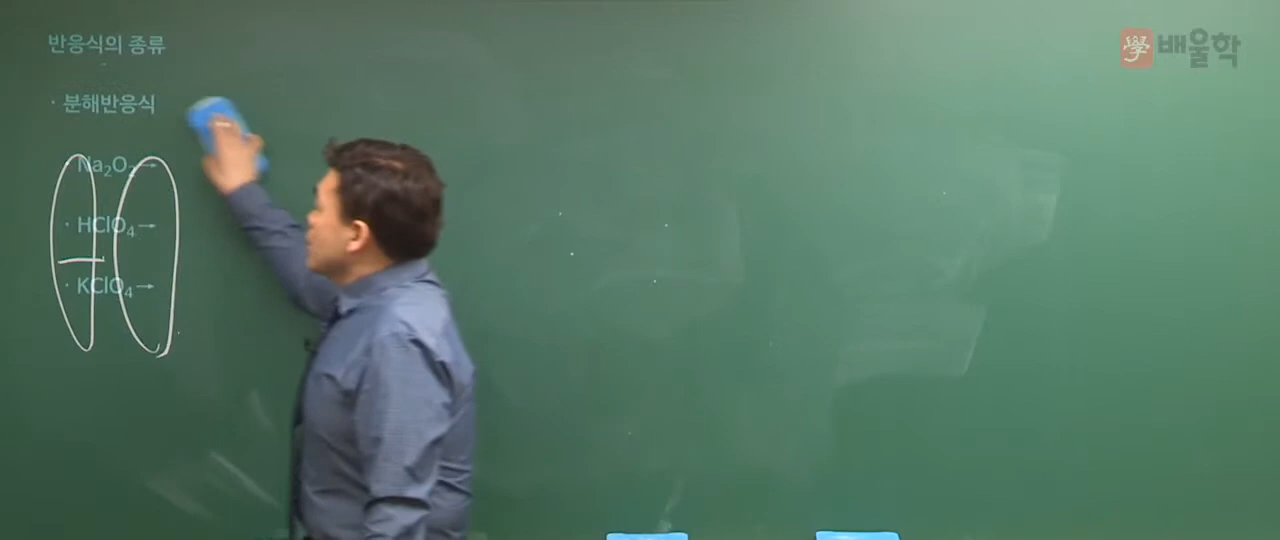 반응식의 종류
學 배울학
· 분해반응식
· Na₂O₂→
· HClO₄→
· KClO₄→